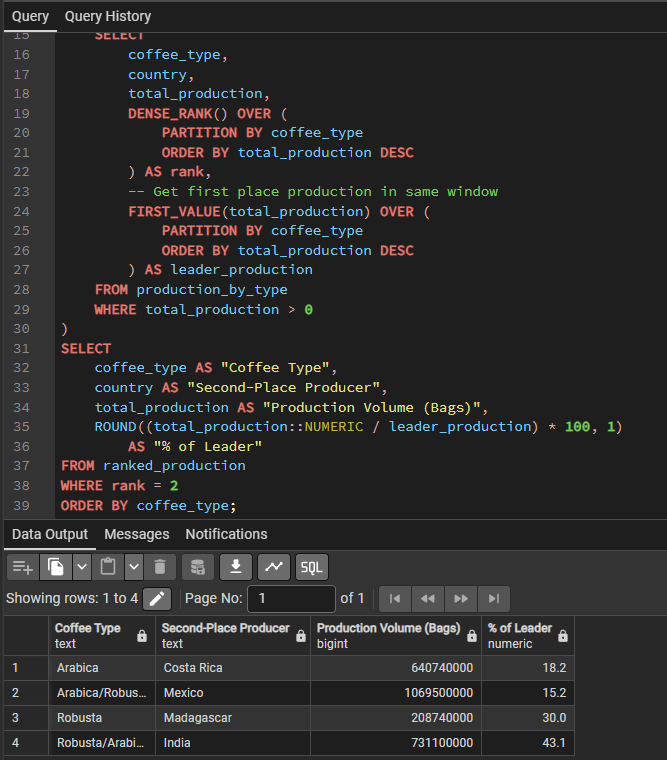 Query Query History
15 SELECT
16 coffee_type,
17 country,
18 total_production,
19 DENSE_RANK() OVER (
20 PARTITION BY coffee_type
21 ORDER BY total_production DESC
22 ) AS rank,
23 -- Get first place production in same window
24 FIRST_VALUE(total_production) OVER (
25 PARTITION BY coffee_type
26 ORDER BY total_production DESC
27 ) AS leader_production
28 FROM production_by_type
29 WHERE total_production > 0
30 )
31 SELECT
32 coffee_type AS "Coffee Type",
33 country AS "Second-Place Producer",
34 total_production AS "Production Volume (Bags)",
35 ROUND((total_production::NUMERIC / leader_production) * 100, 1)
36 AS "% of Leader"
37 FROM ranked_production
38 WHERE rank = 2
39 ORDER BY coffee_type;
Data Output Messages Notifications
SQL
Showing rows: 1 to 4 Page No: 1 of 1
Coffee Type Second-Place Producer Production Volume (Bags) % of Leader
text text bigint numeric
1 Arabica Costa Rica 640740000 18.2
2 Arabica/Robus... Mexico 1069500000 15.2
3 Robusta Madagascar 208740000 30.0
4 Robusta/Arabi... India 731100000 43.1